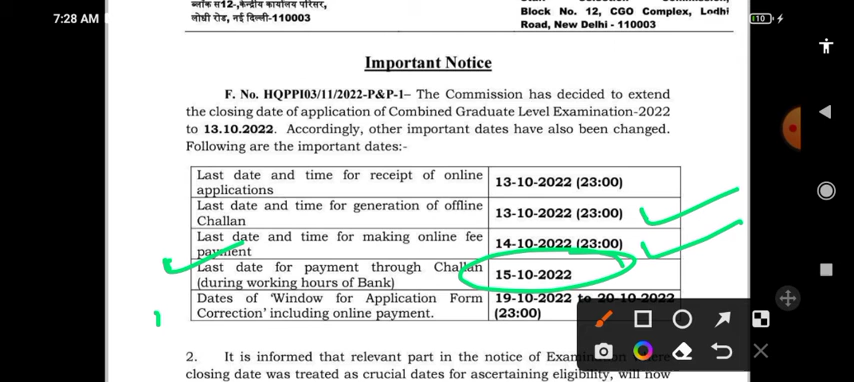 7:28 AM
10
ब्लाक स12-,केन्द्रीय कार्यालय परिसर,
लोधी रोड, नई दिल्ली-110003
Block No. 12, CGO Complex, Lodhi
Road, New Delhi - 110003
Important Notice
F. No. HQPPI03/11/2022-P&P-1– The Commission has decided to extend
the closing date of application of Combined Graduate Level Examination-2022
to 13.10.2022. Accordingly, other important dates have also been changed.
Following are the important dates:-
Last date and time for receipt of online
applications
13-10-2022 (23:00)
Last date and time for generation of offline
Challan
13-10-2022 (23:00)
Last date and time for making online fee
payment
14-10-2022 (23:00)
Last date for payment through Challan
(during working hours of Bank)
15-10-2022
Dates of 'Window for Application Form
Correction' including online payment.
19-10-2022 to 20-10-2022
(23:00)
2. It is informed that relevant part in the notice of
closing date was treated as crucial dates for ascertaining eligibility, will now